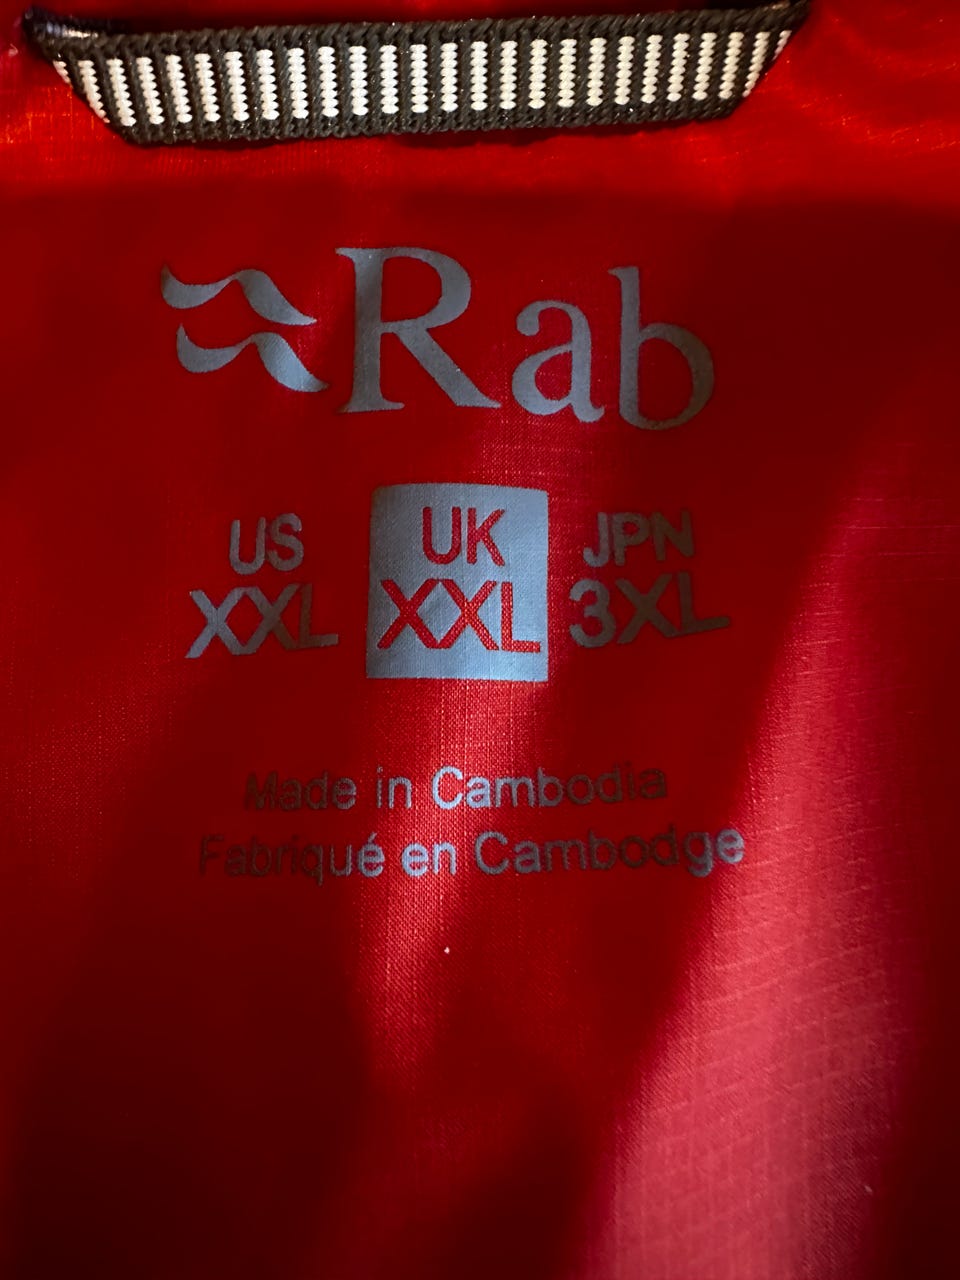 Rab
US UK JPN
XXL XXL 3XL
Made in Cambodia
Fabriqué en Cambodge